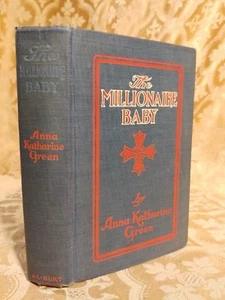 The
MILLIONAIRE
BABY
Anna
Katharine
Green
A.L.BURT
The
MILLIONAIRE
BABY
By
Anna Katharine
Green